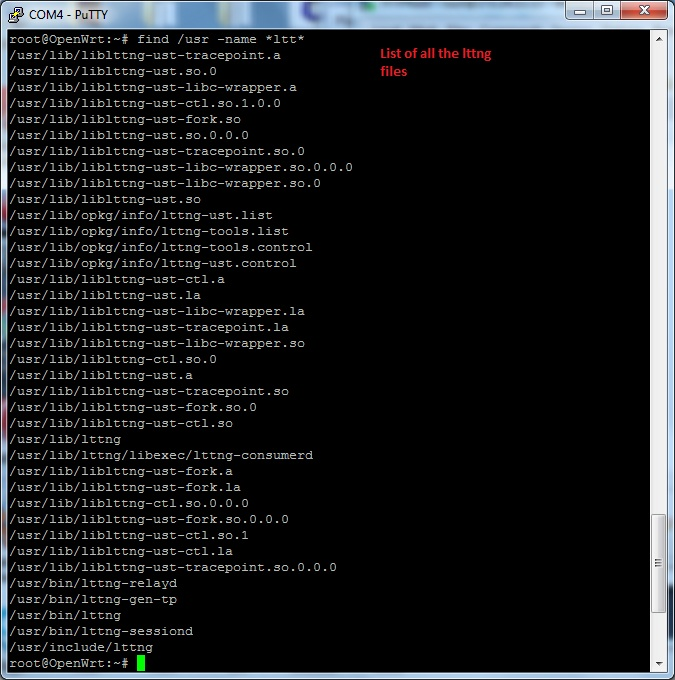 COM4 - PuTTY
root@OpenWrt:~# find /usr -name *ltt*
/usr/lib/liblttng-ust-tracepoint.a
List of all the lttng
files
/usr/lib/liblttng-ust.so.0
/usr/lib/liblttng-ust-libc-wrapper.a
/usr/lib/liblttng-ust-ctl.so.1.0.0
/usr/lib/liblttng-ust-fork.so
/usr/lib/liblttng-ust.so.0.0.0
/usr/lib/liblttng-ust-tracepoint.so.0
/usr/lib/liblttng-ust-libc-wrapper.so.0.0.0
/usr/lib/liblttng-ust-libc-wrapper.so.0
/usr/lib/liblttng-ust.so
/usr/lib/opkg/info/lttng-ust.list
/usr/lib/opkg/info/lttng-tools.list
/usr/lib/opkg/info/lttng-tools.control
/usr/lib/opkg/info/lttng-ust.control
/usr/lib/liblttng-ust-ctl.a
/usr/lib/liblttng-ust.la
/usr/lib/liblttng-ust-libc-wrapper.la
/usr/lib/liblttng-ust-tracepoint.la
/usr/lib/liblttng-ust-libc-wrapper.so
/usr/lib/liblttng-ctl.so.0
/usr/lib/liblttng-ust.a
/usr/lib/liblttng-ust-tracepoint.so
/usr/lib/liblttng-ust-fork.so.0
/usr/lib/liblttng-ust-ctl.so
/usr/lib/lttng
/usr/lib/lttng/libexec/lttng-consumerd
/usr/lib/liblttng-ust-fork.a
/usr/lib/liblttng-ust-fork.la
/usr/lib/liblttng-ctl.so.0.0.0
/usr/lib/liblttng-ust-fork.so.0.0.0
/usr/lib/liblttng-ust-ctl.so.1
/usr/lib/liblttng-ust-ctl.la
/usr/lib/liblttng-ust-tracepoint.so.0.0.0
/usr/bin/lttng-relayd
/usr/bin/lttng-gen-tp
/usr/bin/lttng
/usr/bin/lttng-sessiond
/usr/include/lttng
root@OpenWrt:~#